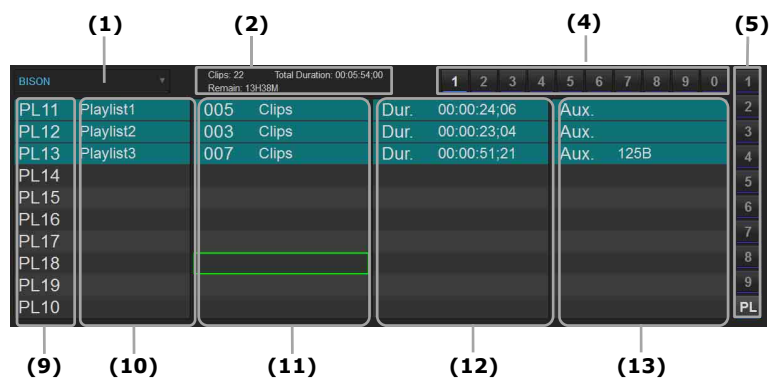 (1) (2) (4) (5)
BISON Clips: 22 Total Duration: 00:05:54;00 1 2 3 4 5 6 7 8 9 0 1
Remain: 13H38M
PL11 Playlist1 005 Clips Dur. 00:00:24;06 Aux. 2
PL12 Playlist2 003 Clips Dur. 00:00:23;04 Aux. 3
PL13 Playlist3 007 Clips Dur. 00:00:51;21 Aux. 125B 4
PL14
PL15 5
PL16 6
PL17 7
PL18 8
PL19 9
PL10 PL
(9) (10) (11) (12) (13)